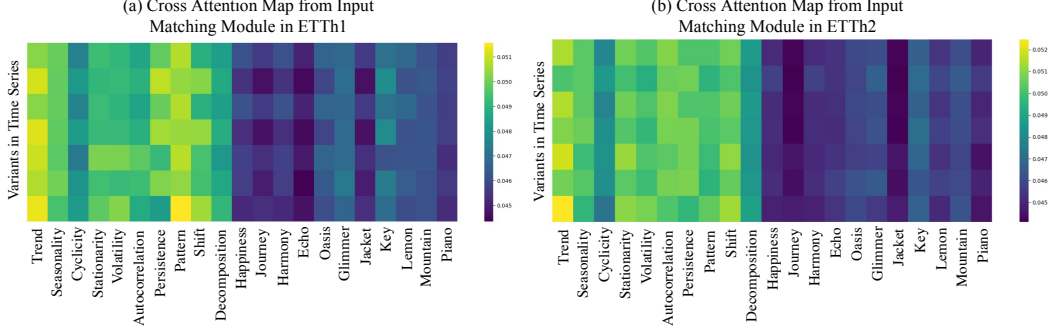 (a) Cross Attention Map from Input
Matching Module in ETTh1
Variants in Time Series
0.051
0.050
0.049
0.048
0.047
0.046
0.045
Trend
Seasonality
Cyclicity
Stationarity
Volatility
Autocorrelation
Persistence
Pattern
Shift
Decomposition
Happiness
Journey
Harmony
Echo
Oasis
Glimmer
Jacket
Key
Lemon
Mountain
Piano
(b) Cross Attention Map from Input
Matching Module in ETTh2
Variants in Time Series
0.052
0.051
0.050
0.049
0.048
0.047
0.046
0.045
Trend
Seasonality
Cyclicity
Stationarity
Volatility
Autocorrelation
Persistence
Pattern
Shift
Decomposition
Happiness
Journey
Harmony
Echo
Oasis
Glimmer
Jacket
Key
Lemon
Mountain
Piano